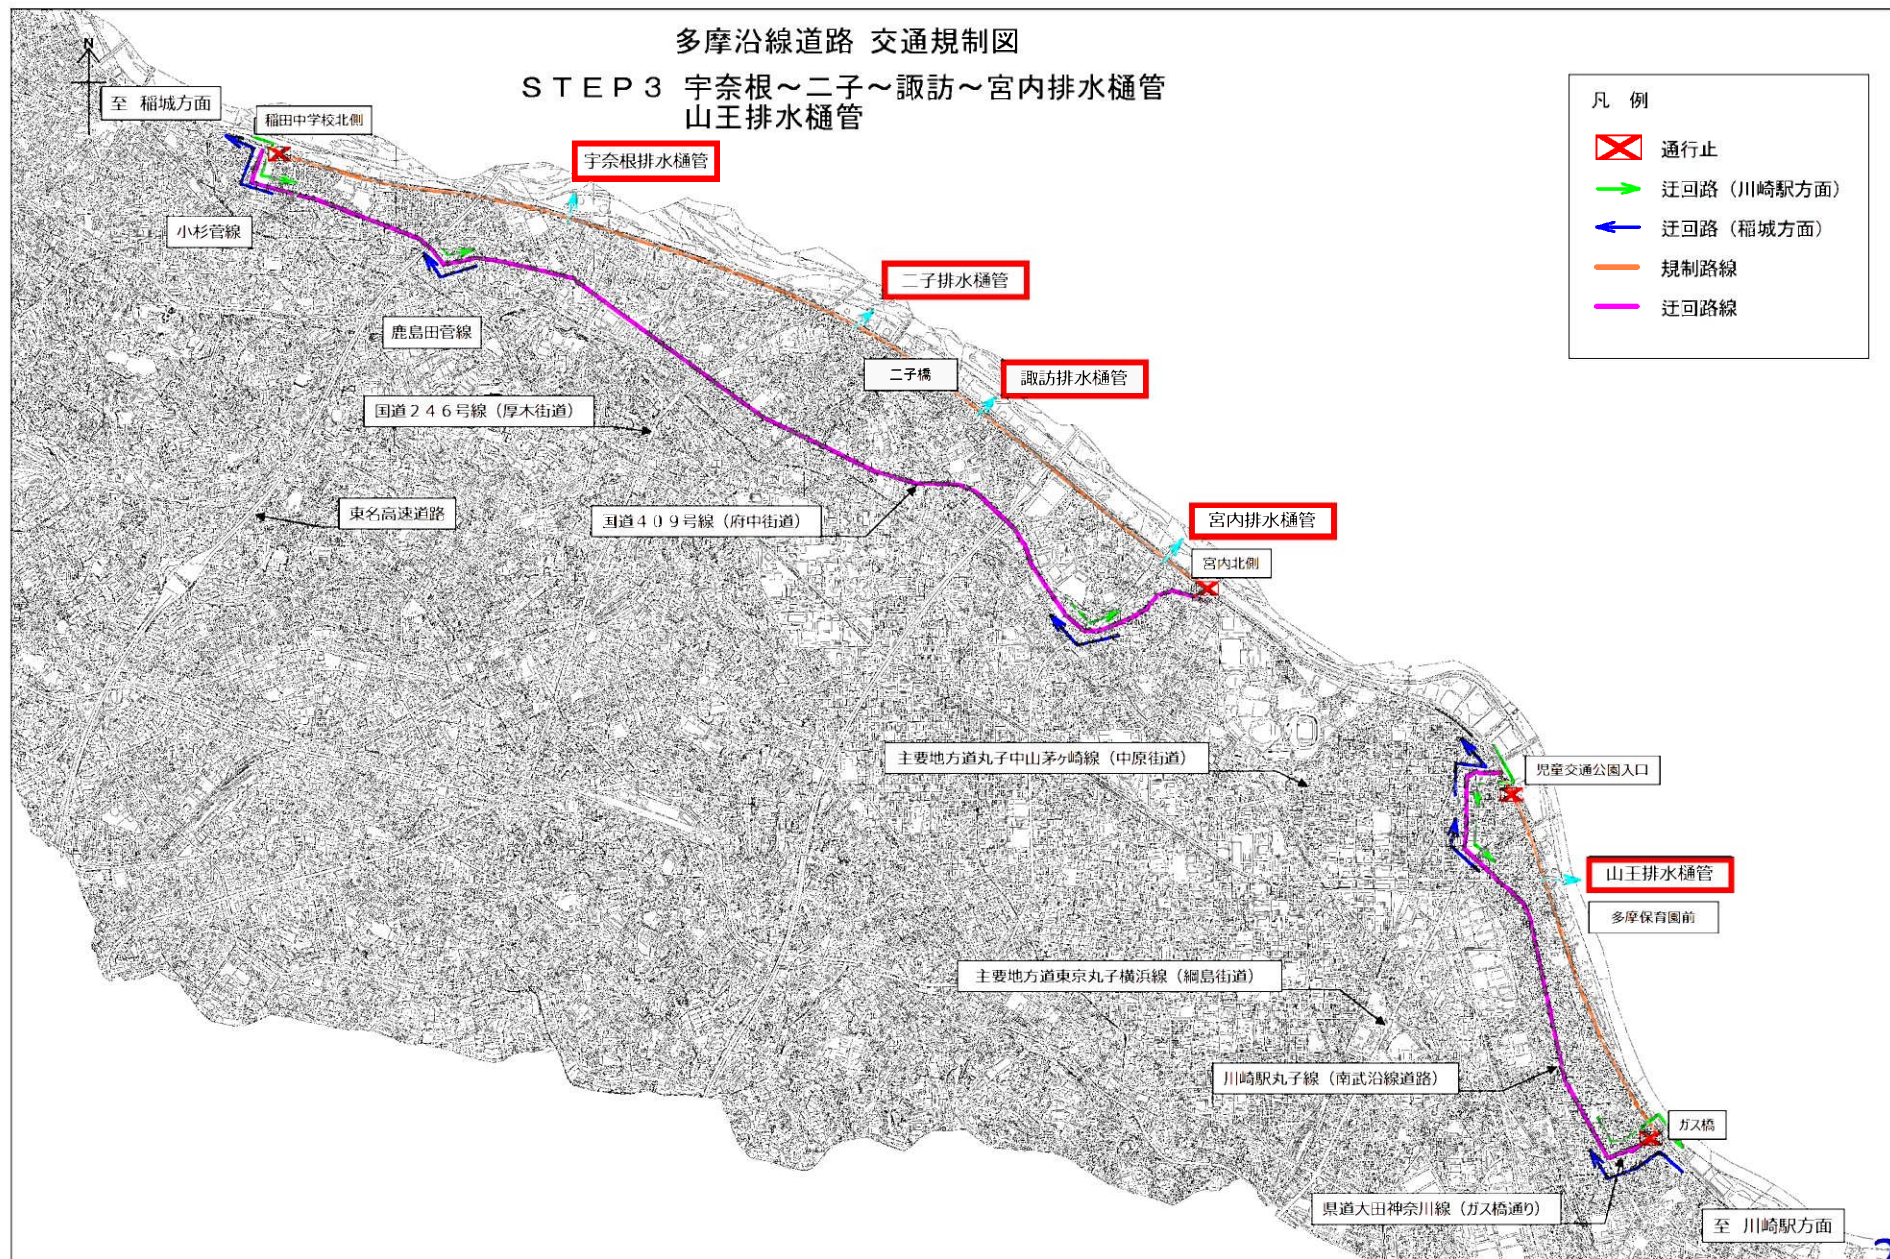 多摩沿線道路 交通規制図
STEP3 宇奈根～二子～諏訪～宮内排水樋管
山王排水樋管
N
至 稲城方面
稲田中学校北側
宇奈根排水樋管
小杉菅線
二子排水樋管
鹿島田菅線
二子橋
諏訪排水樋管
国道246号線（厚木街道）
東名高速道路
国道409号線（府中街道）
宮内排水樋管
宮内北側
主要地方道丸子中山茅ヶ崎線（中原街道）
児童交通公園入口
山王排水樋管
多摩保育園前
主要地方道東京丸子横浜線（綱島街道）
川崎駅丸子線（南武沿線道路）
ガス橋
県道大田神奈川線（ガス橋通り）
至 川崎駅方面
凡 例
通行止
迂回路（川崎駅方面）
迂回路（稲城方面）
規制路線
迂回路線